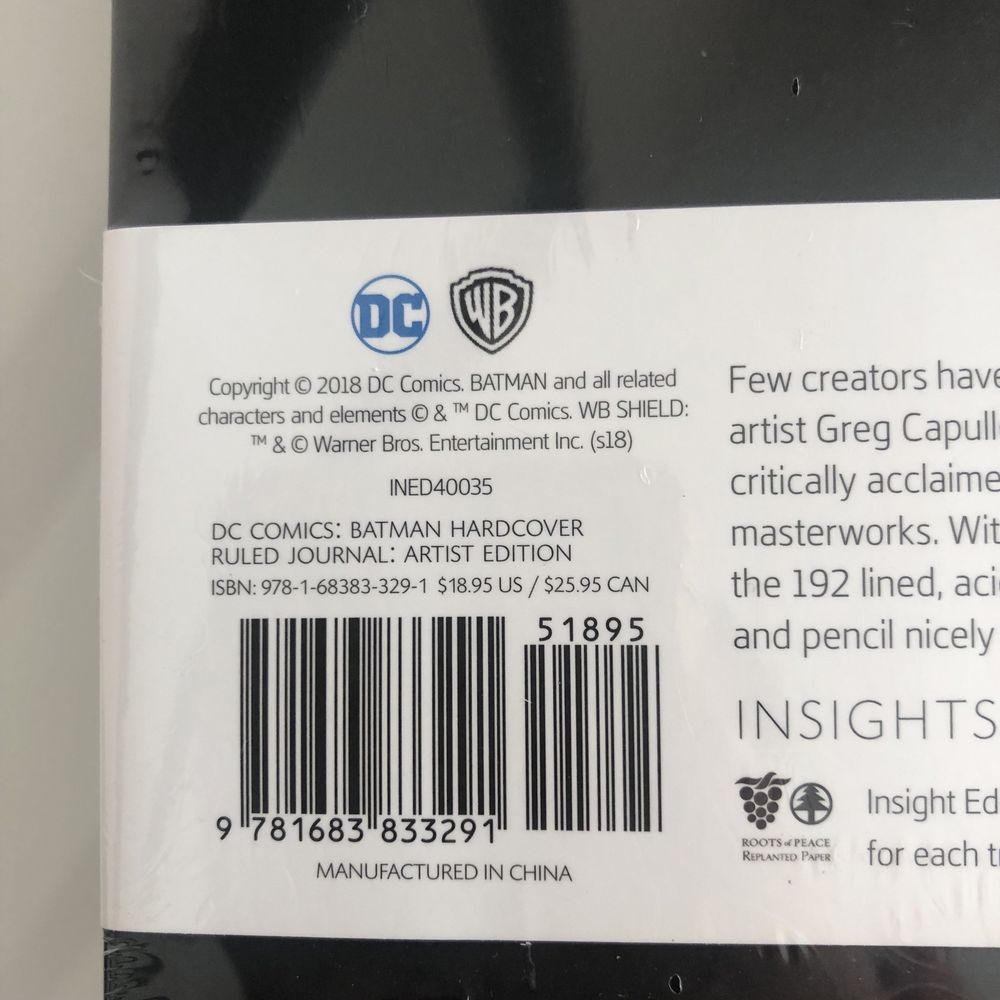 DC WB
Copyright © 2018 DC Comics. BATMAN and all related
characters and elements © & ™ DC Comics. WB SHIELD:
™ & © Warner Bros. Entertainment Inc. (s18)
INED40035
DC COMICS: BATMAN HARDCOVER
RULED JOURNAL: ARTIST EDITION
ISBN: 978-1-68383-329-1 $18.95 US / $25.95 CAN
51895
9 781683 833291
MANUFACTURED IN CHINA
Few creators have
artist Greg Capull
critically acclaime
masterworks. Wit
the 192 lined, aci
and pencil nicely
INSIGHTS
ROOTS of PEACE
REPLANTED PAPER
Insight Ed
for each tr